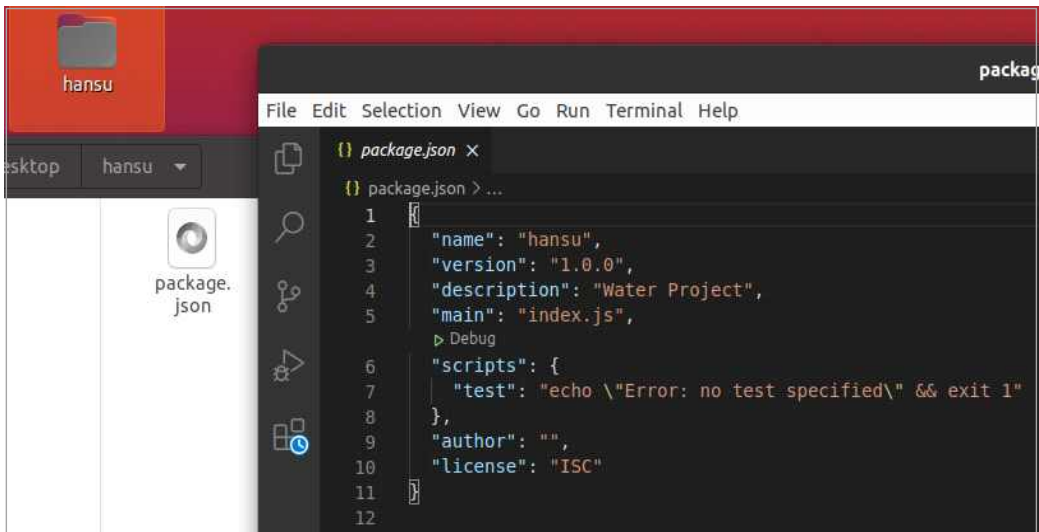 hansu
packag
File Edit Selection View Go Run Terminal Help
esktop hansu
package.
json
{} package.json ×
{} package.json > ...
1 {
2 "name": "hansu",
3 "version": "1.0.0",
4 "description": "Water Project",
5 "main": "index.js",
Debug
6 "scripts": {
7 "test": "echo \"Error: no test specified\" && exit 1"
8 },
9 "author": "",
10 "license": "ISC"
11 }
12